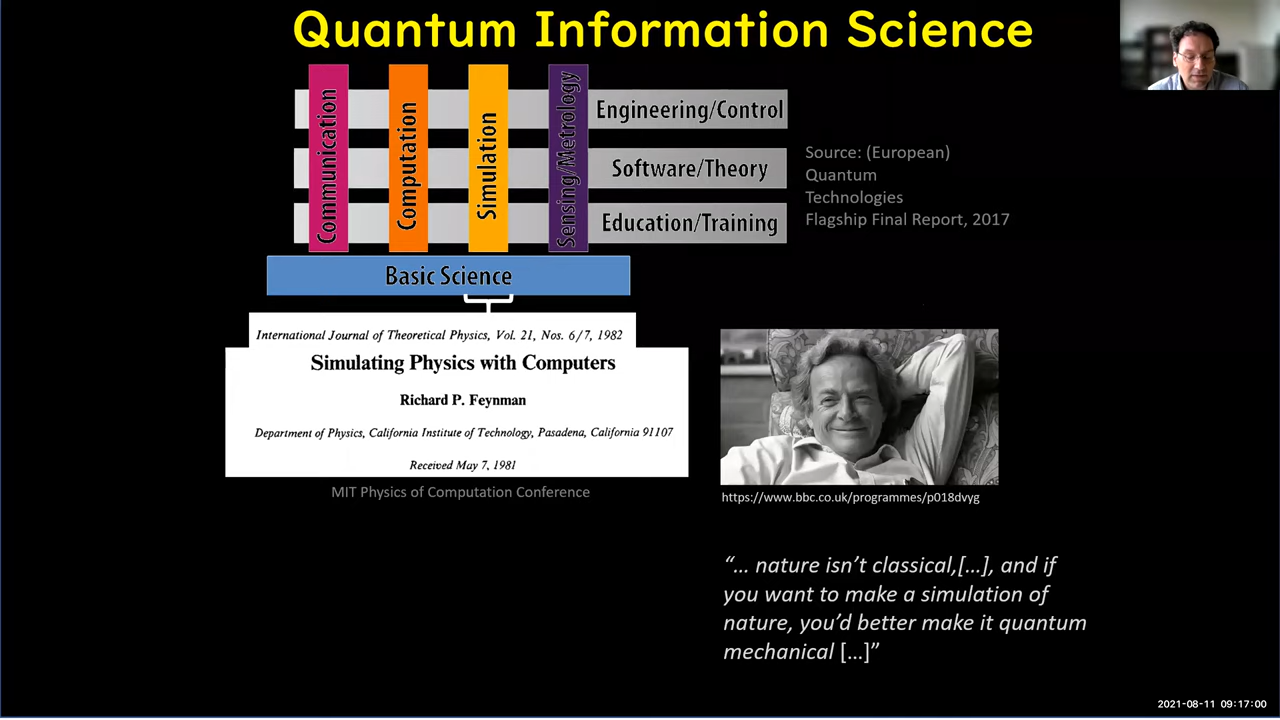 Quantum Information Science
Communication
Computation
Simulation
Sensing/Metrology
Engineering/Control
Software/Theory
Education/Training
Basic Science
Source: (European)
Quantum
Technologies
Flagship Final Report, 2017
International Journal of Theoretical Physics, Vol. 21, Nos. 6/7, 1982
Simulating Physics with Computers
Richard P. Feynman
Department of Physics, California Institute of Technology, Pasadena, California 91107
Received May 7, 1981
MIT Physics of Computation Conference
https://www.bbc.co.uk/programmes/p018dvyg
“… nature isn’t classical,[…], and if
you want to make a simulation of
nature, you’d better make it quantum
mechanical […]”
2021-08-11 09:17:00